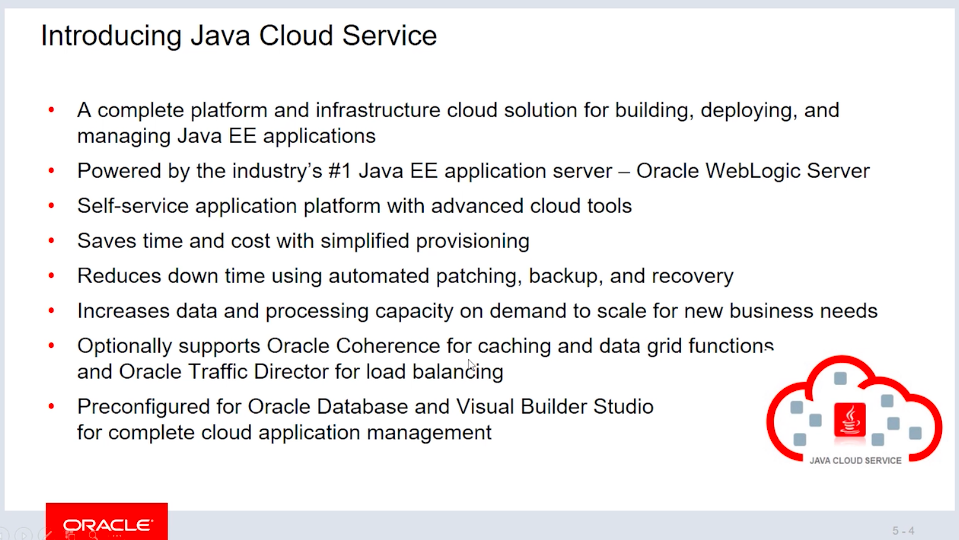 Introducing Java Cloud Service
• A complete platform and infrastructure cloud solution for building, deploying, and
managing Java EE applications
• Powered by the industry’s #1 Java EE application server – Oracle WebLogic Server
• Self-service application platform with advanced cloud tools
• Saves time and cost with simplified provisioning
• Reduces down time using automated patching, backup, and recovery
• Increases data and processing capacity on demand to scale for new business needs
• Optionally supports Oracle Coherence for caching and data grid functions
and Oracle Traffic Director for load balancing
• Preconfigured for Oracle Database and Visual Builder Studio
for complete cloud application management
JAVA CLOUD SERVICE
ORACLE
5 - 4